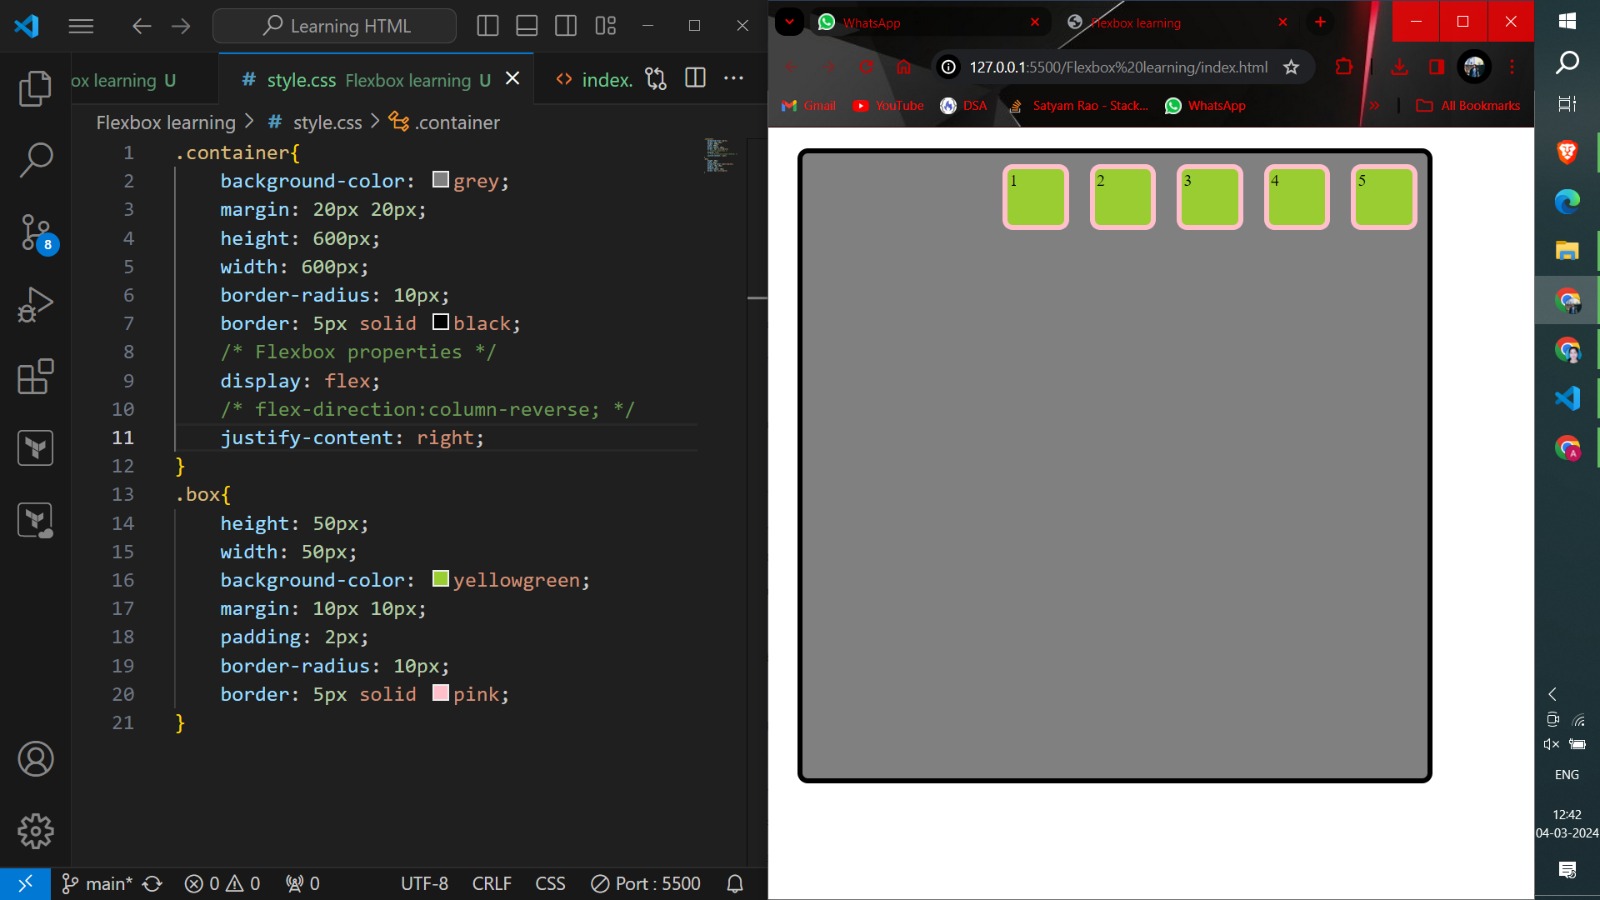 Learning HTML
ox learning U
# style.css Flexbox learning U
<> index.
Flexbox learning > # style.css > .container
1 .container{
2 background-color: grey;
3 margin: 20px 20px;
4 height: 600px;
5 width: 600px;
6 border-radius: 10px;
7 border: 5px solid black;
8 /* Flexbox properties */
9 display: flex;
10 /* flex-direction:column-reverse; */
11 justify-content: right;
12 }
13 .box{
14 height: 50px;
15 width: 50px;
16 background-color: yellowgreen;
17 margin: 10px 10px;
18 padding: 2px;
19 border-radius: 10px;
20 border: 5px solid pink;
21 }
8
main* 0 0 0 UTF-8 CRLF CSS Port : 5500
WhatsApp
Flexbox learning
127.0.0.1:5500/Flexbox%20learning/index.html
Gmail YouTube DSA Satyam Rao - Stack... WhatsApp » All Bookmarks
1 2 3 4 5
A
ENG
12:42
04-03-2024